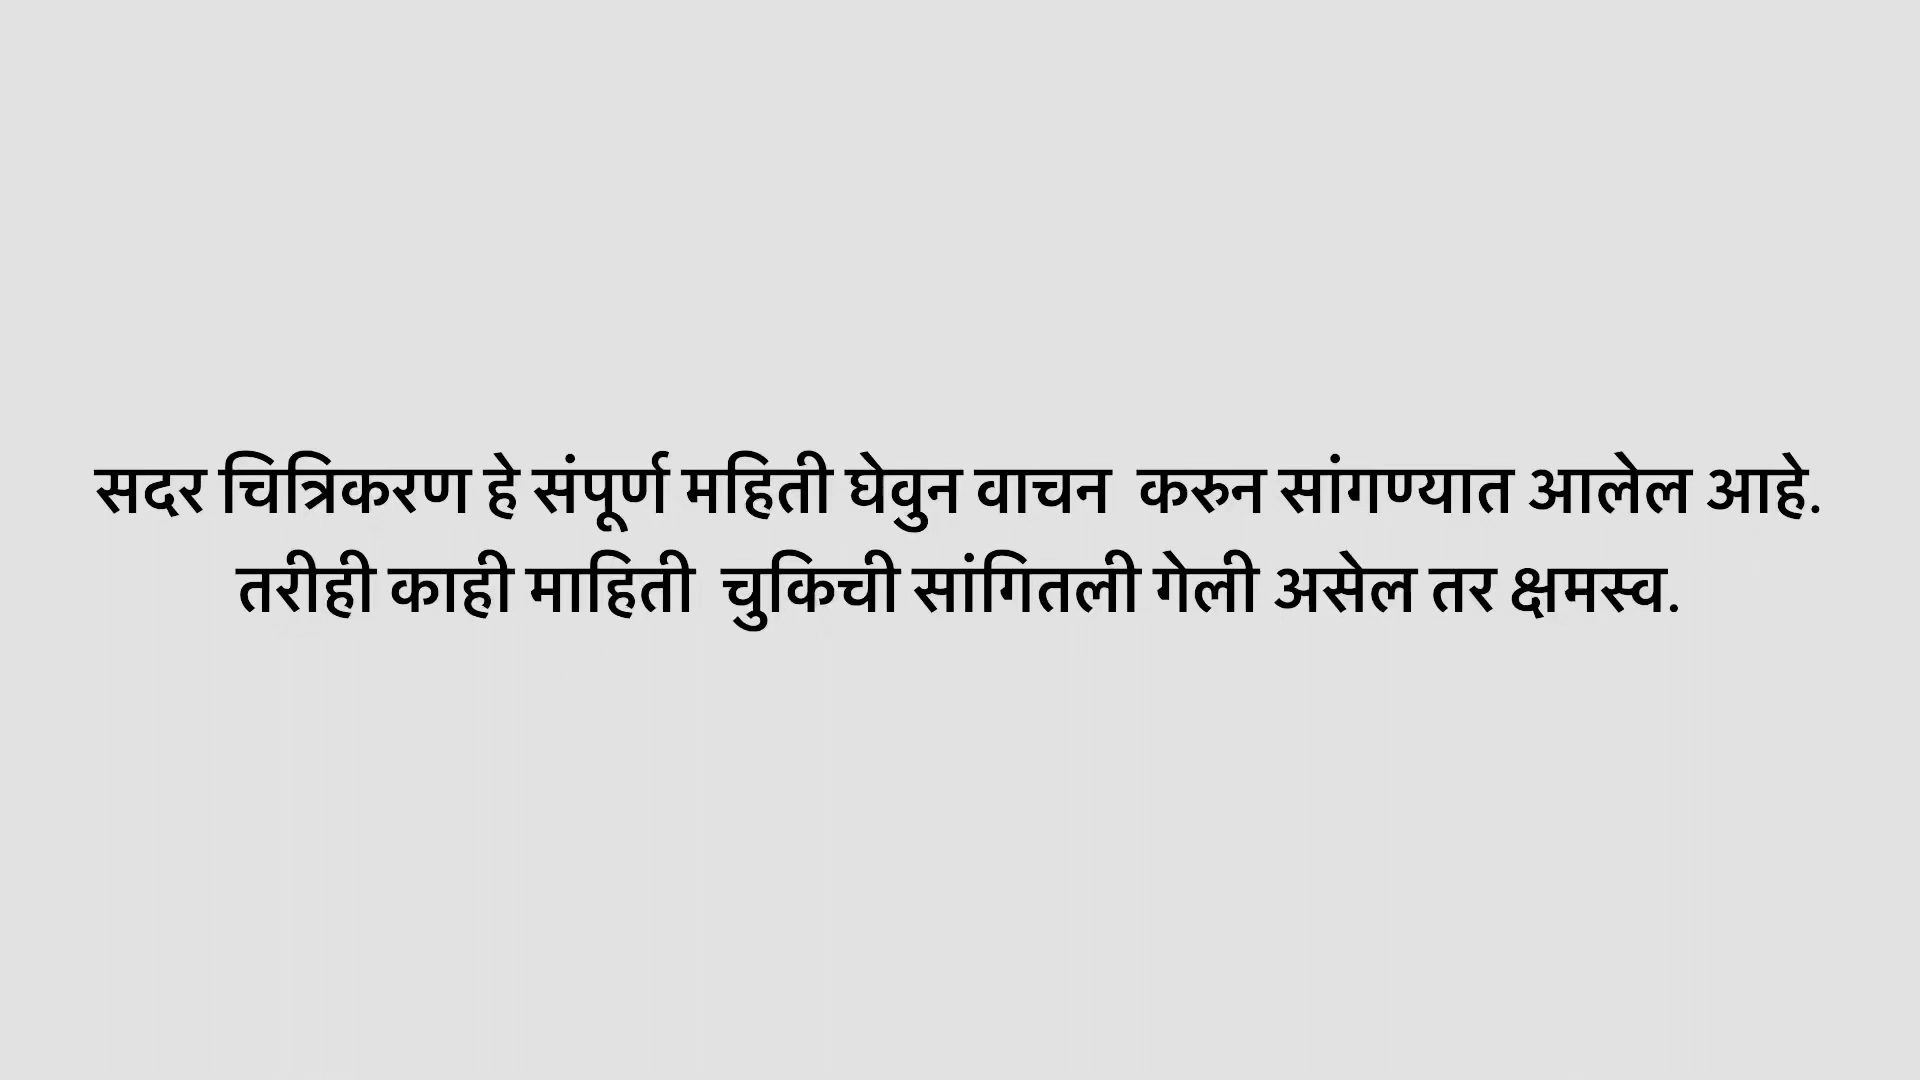 सदर चित्रिकरण हे संपूर्ण महिती घेवुन वाचन  करुन सांगण्यात आलेल आहे.
तरीही काही माहिती  चुकिची सांगितली गेली असेल तर क्षमस्व.